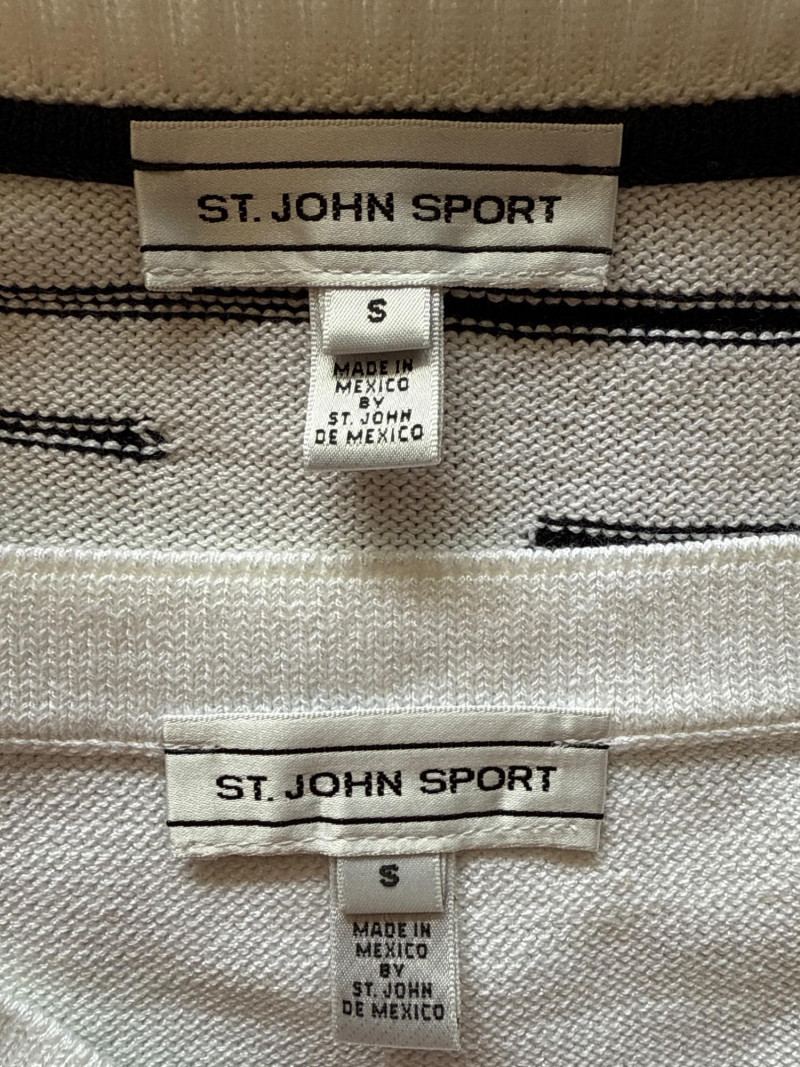 ST. JOHN SPORT
S
MADE IN
MEXICO
BY
ST. JOHN
DE MEXICO
ST. JOHN SPORT
S
MADE IN
MEXICO
BY
ST. JOHN
DE MEXICO